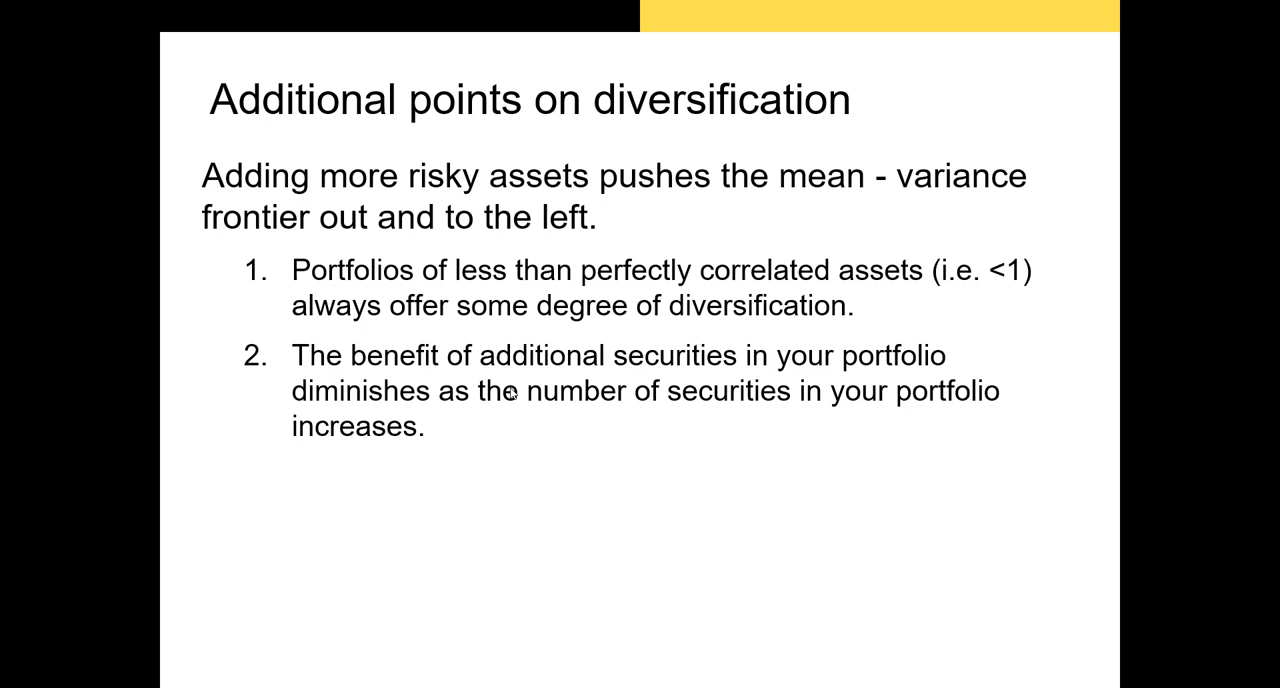 Additional points on diversification
Adding more risky assets pushes the mean - variance
frontier out and to the left.
1. Portfolios of less than perfectly correlated assets (i.e. <1)
always offer some degree of diversification.
2. The benefit of additional securities in your portfolio
diminishes as the number of securities in your portfolio
increases.